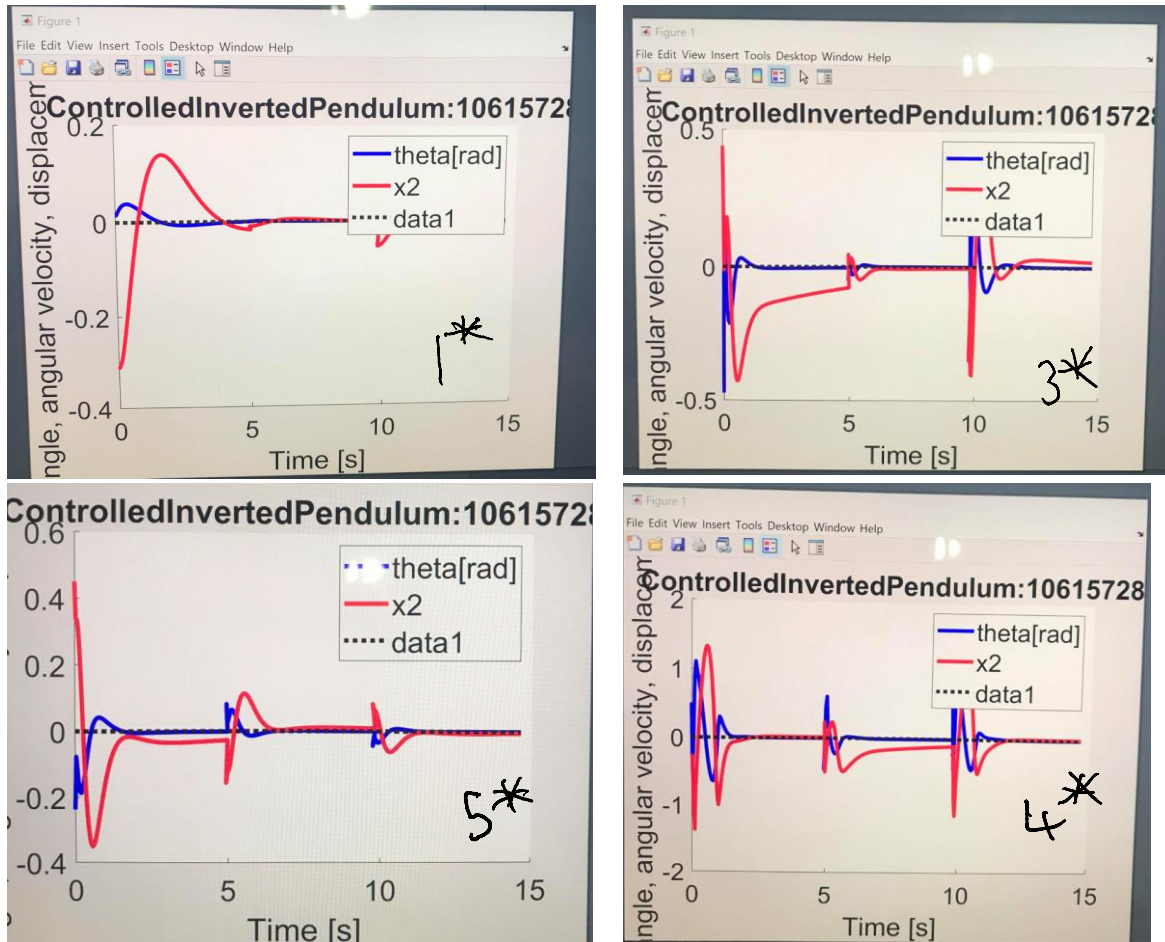 Figure 1
File Edit View Insert Tools Desktop Window Help
ControlledInvertedPendulum:10615728
ngle, angular velocity, displacem
0.2
0
-0.2
-0.4
theta[rad]
x2
data1
0 5 10 15
Time [s]
1*
Figure 1
File Edit View Insert Tools Desktop Window Help
ControlledInvertedPendulum:1061572
ngle, angular velocity, displacem
0.5
0
-0.5
theta[rad]
x2
data1
0 5 10 15
Time [s]
3*
ControlledInvertedPendulum:1061572
0.6
0.4
0.2
0
-0.2
-0.4
theta[rad]
x2
data1
0 5 10 15
Time [s]
5*
Figure 1
File Edit View Insert Tools Desktop Window Help
ControlledInvertedPendulum:10615728
ngle, angular velocity, displacem
2
1
0
-1
-2
theta[rad]
x2
data1
0 5 10 15
Time [s]
4*